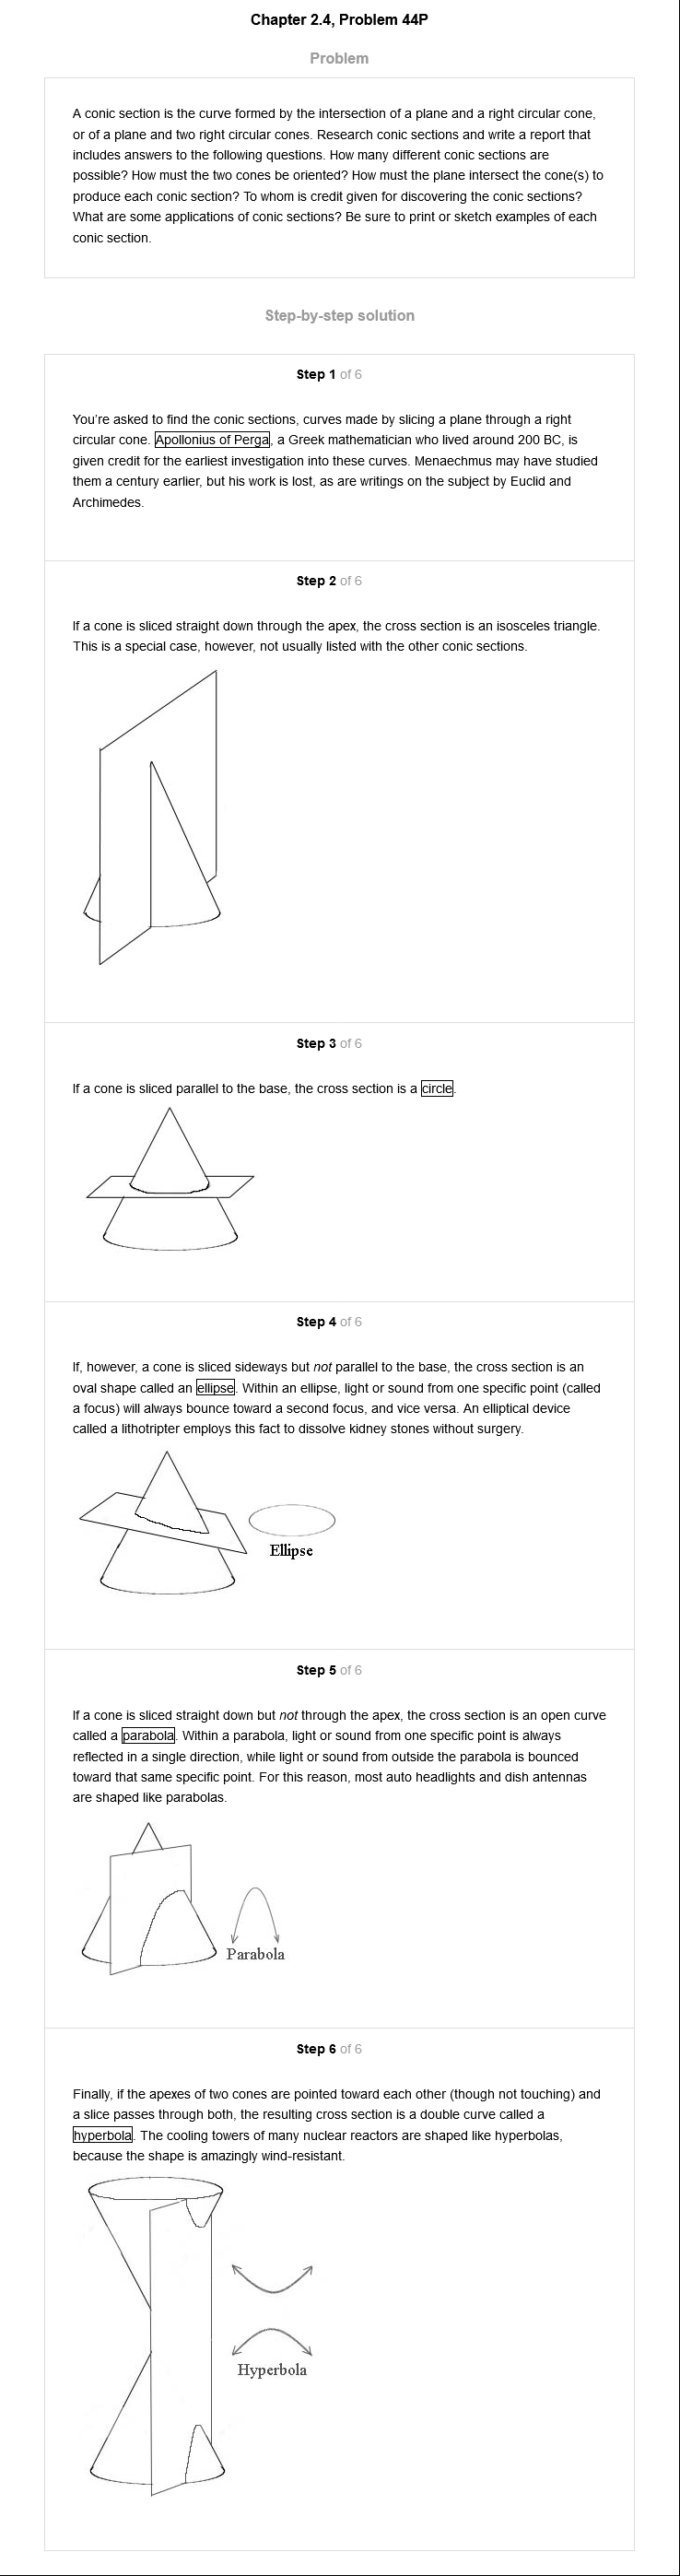 Chapter 2.4, Problem 44P
Problem
A conic section is the curve formed by the intersection of a plane and a right circular cone,
or of a plane and two right circular cones. Research conic sections and write a report that
includes answers to the following questions. How many different conic sections are
possible? How must the two cones be oriented? How must the plane intersect the cone(s) to
produce each conic section? To whom is credit given for discovering the conic sections?
What are some applications of conic sections? Be sure to print or sketch examples of each
conic section.
Step-by-step solution
Step 1 of 6
You're asked to find the conic sections, curves made by slicing a plane through a right
circular cone. Apollonius of Perga, a Greek mathematician who lived around 200 BC, is
given credit for the earliest investigation into these curves. Menaechmus may have studied
them a century earlier, but his work is lost, as are writings on the subject by Euclid and
Archimedes.
Step 2 of 6
If a cone is sliced straight down through the apex, the cross section is an isosceles triangle.
This is a special case, however, not usually listed with the other conic sections.
Step 3 of 6
If a cone is sliced parallel to the base, the cross section is a circle.
Step 4 of 6
If, however, a cone is sliced sideways but not parallel to the base, the cross section is an
oval shape called an ellipse. Within an ellipse, light or sound from one specific point (called
a focus) will always bounce toward a second focus, and vice versa. An elliptical device
called a lithotripter employs this fact to dissolve kidney stones without surgery.
Ellipse
Step 5 of 6
If a cone is sliced straight down but not through the apex, the cross section is an open curve
called a parabola. Within a parabola, light or sound from one specific point is always
reflected in a single direction, while light or sound from outside the parabola is bounced
toward that same specific point. For this reason, most auto headlights and dish antennas
are shaped like parabolas.
Parabola
Step 6 of 6
Finally, if the apexes of two cones are pointed toward each other (though not touching) and
a slice passes through both, the resulting cross section is a double curve called a
hyperbola. The cooling towers of many nuclear reactors are shaped like hyperbolas,
because the shape is amazingly wind-resistant.
Hyperbola